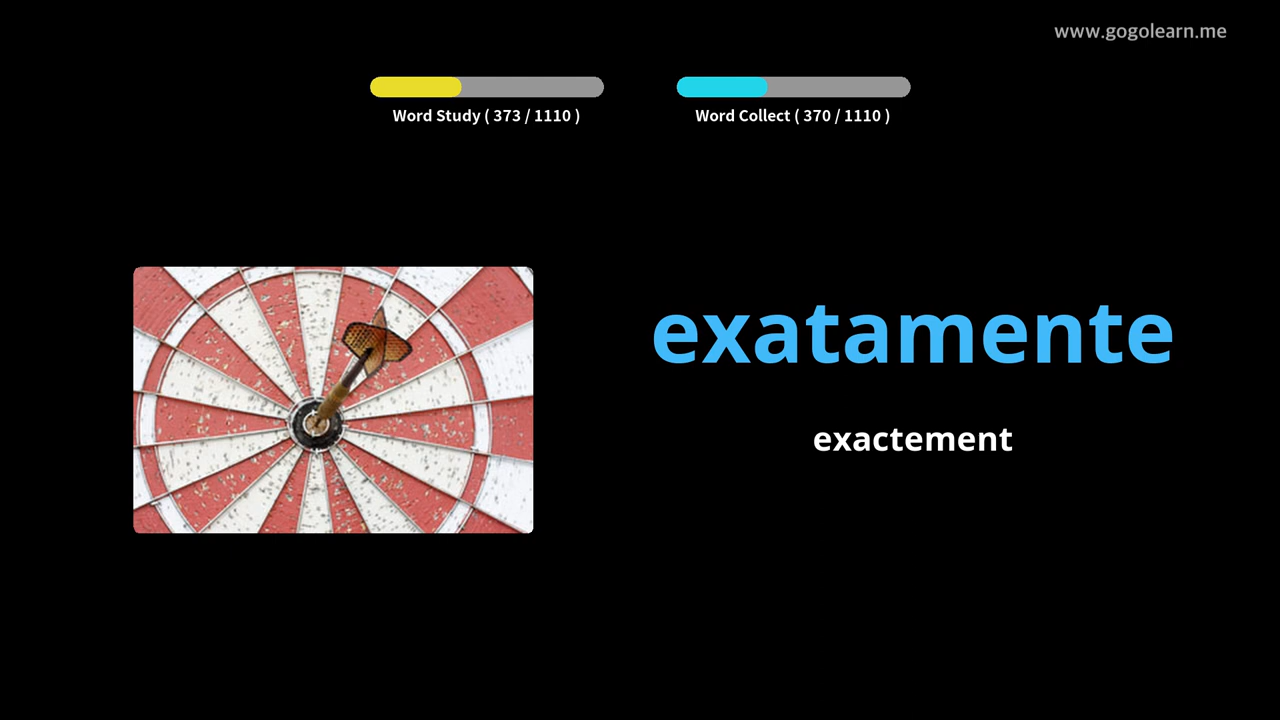 www.gogolearn.me
Word Study ( 373 / 1110 )
Word Collect ( 370 / 1110 )
exatamente
exactement